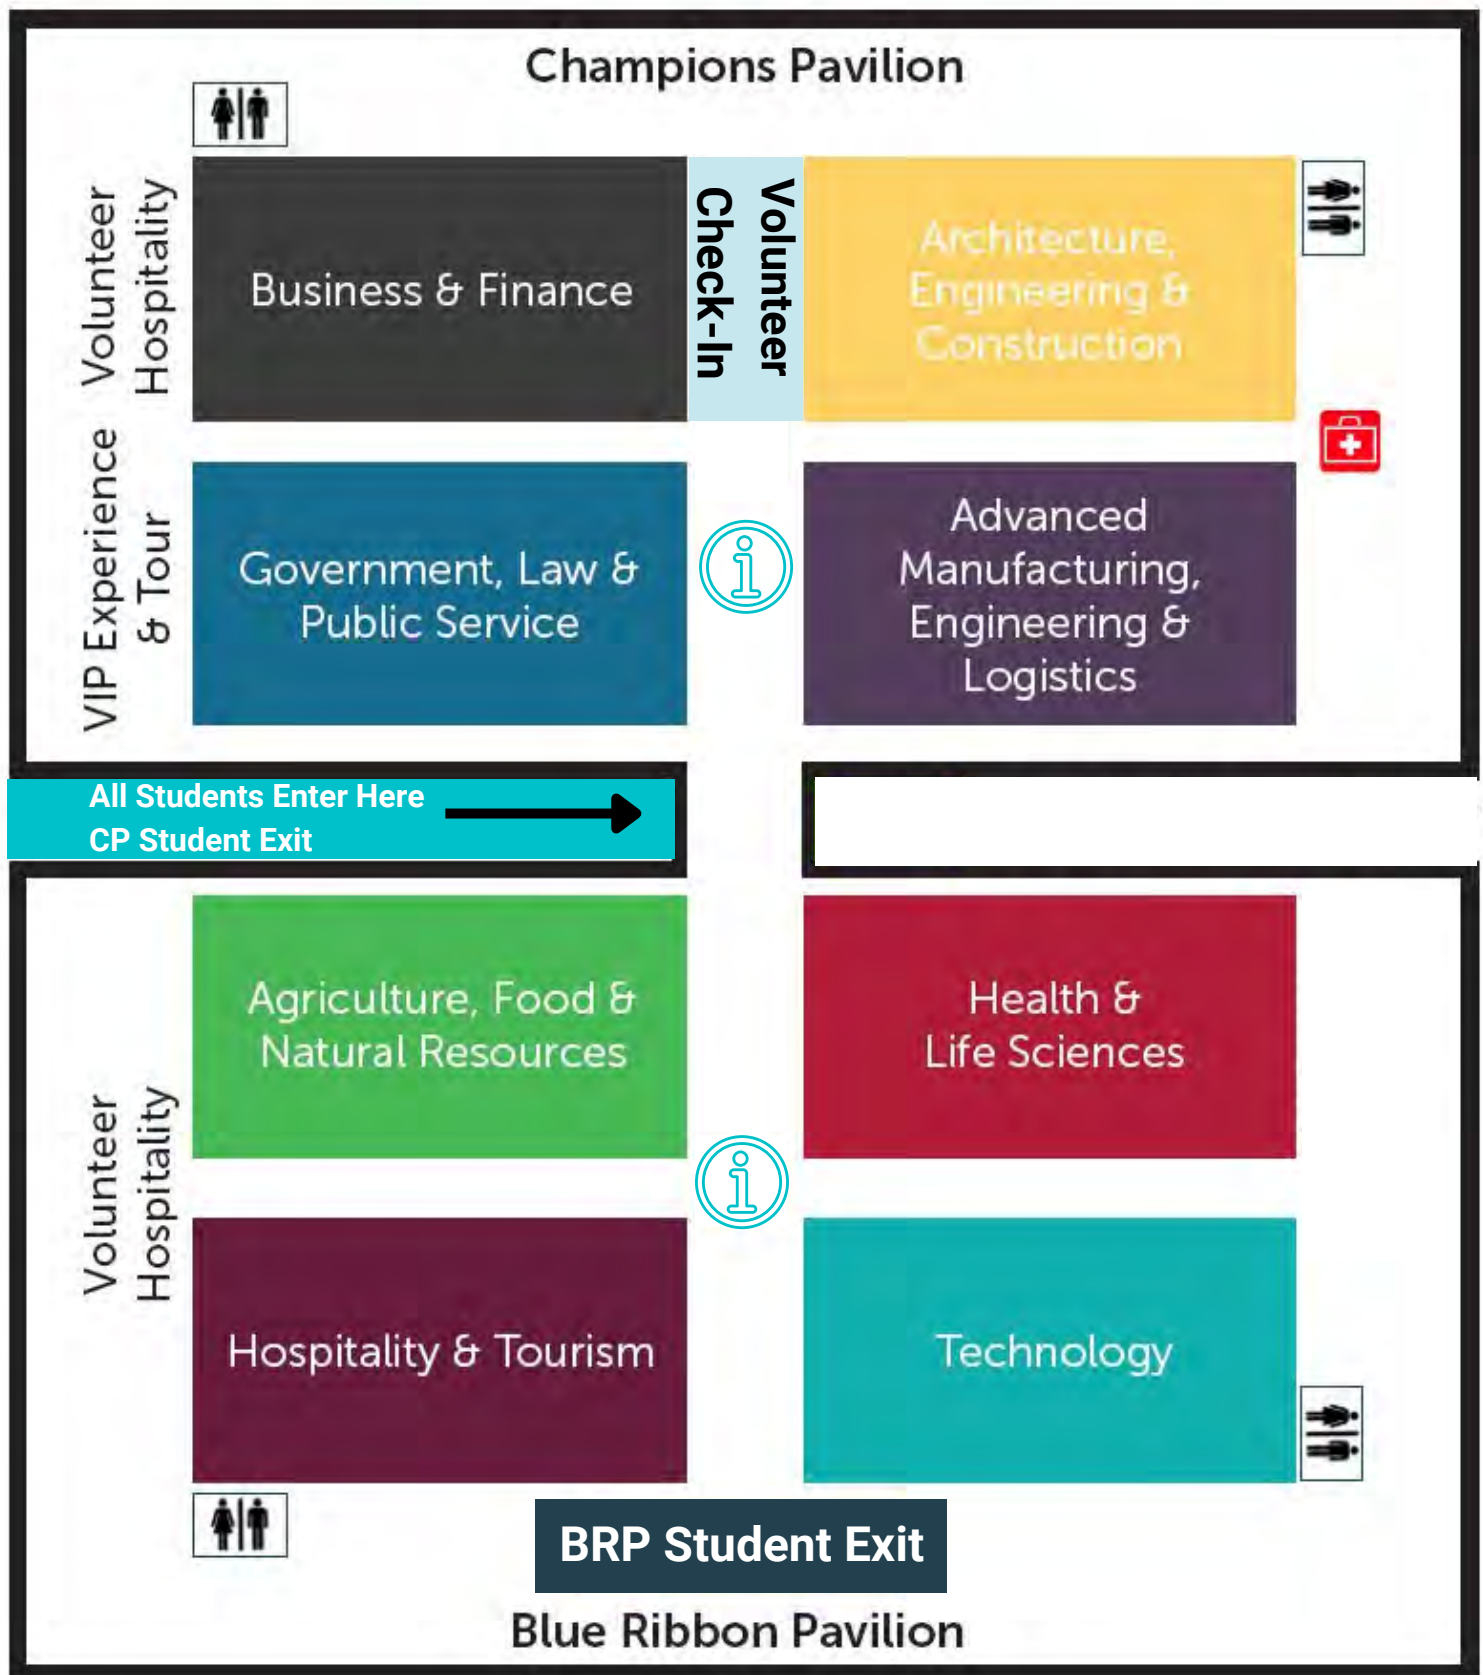 Champions Pavilion
Volunteer
Hospitality
Business & Finance
Volunteer
Check-In
Architecture,
Engineering &
Construction
VIP Experience
& Tour
Government, Law &
Public Service
Advanced
Manufacturing,
Engineering &
Logistics
All Students Enter Here
CP Student Exit
Agriculture, Food &
Natural Resources
Health &
Life Sciences
Volunteer
Hospitality
Hospitality & Tourism
Technology
BRP Student Exit
Blue Ribbon Pavilion